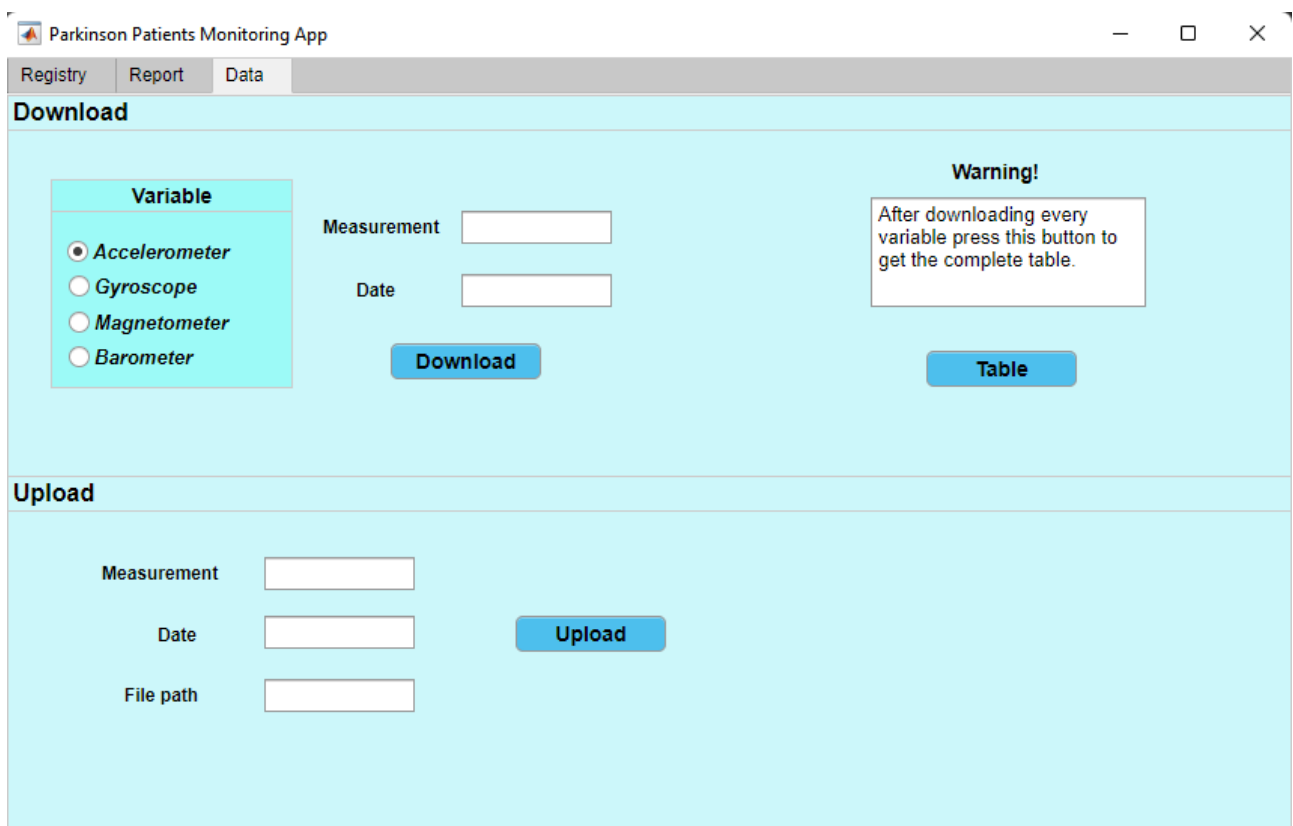 Parkinson Patients Monitoring App
Registry Report Data
Download
Variable
Accelerometer
Gyroscope
Magnetometer
Barometer
Measurement
Date
Download
Warning!
After downloading every
variable press this button to
get the complete table.
Table
Upload
Measurement
Date
File path
Upload